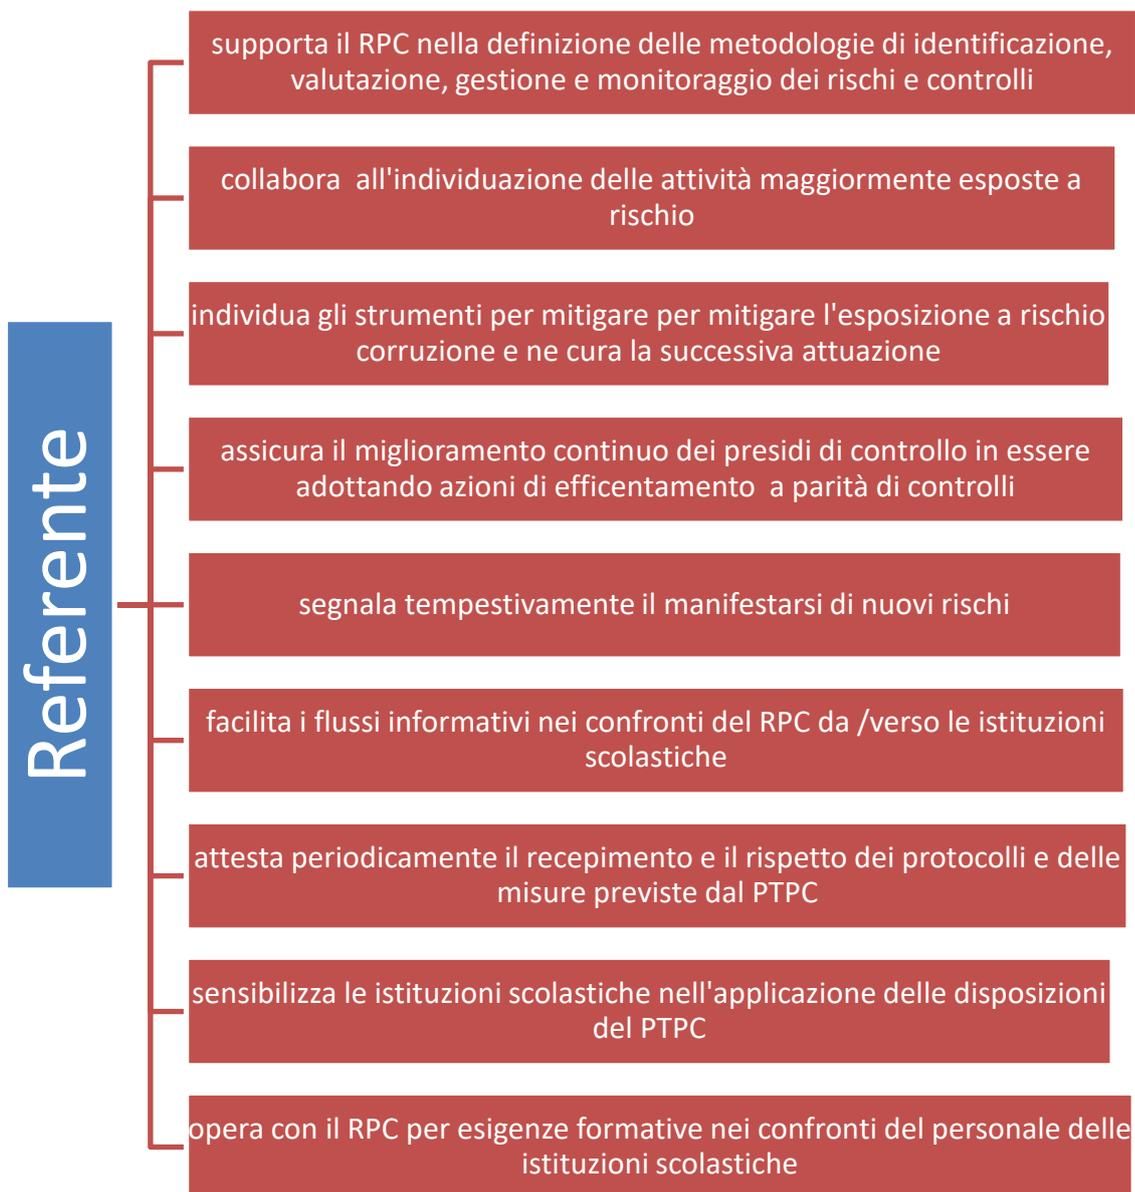 Referente
supporta il RPC nella definizione delle metodologie di identificazione,
valutazione, gestione e monitoraggio dei rischi e controlli
collabora  all'individuazione delle attività maggiormente esposte a
rischio
individua gli strumenti per mitigare per mitigare l'esposizione a rischio
corruzione e ne cura la successiva attuazione
assicura il miglioramento continuo dei presidi di controllo in essere
adottando azioni di efficentamento  a parità di controlli
segnala tempestivamente il manifestarsi di nuovi rischi
facilita i flussi informativi nei confronti del RPC da /verso le istituzioni
scolastiche
attesta periodicamente il recepimento e il rispetto dei protocolli e delle
misure previste dal PTPC
sensibilizza le istituzioni scolastiche nell'applicazione delle disposizioni
del PTPC
opera con il RPC per esigenze formative nei confronti del personale delle
istituzioni scolastiche